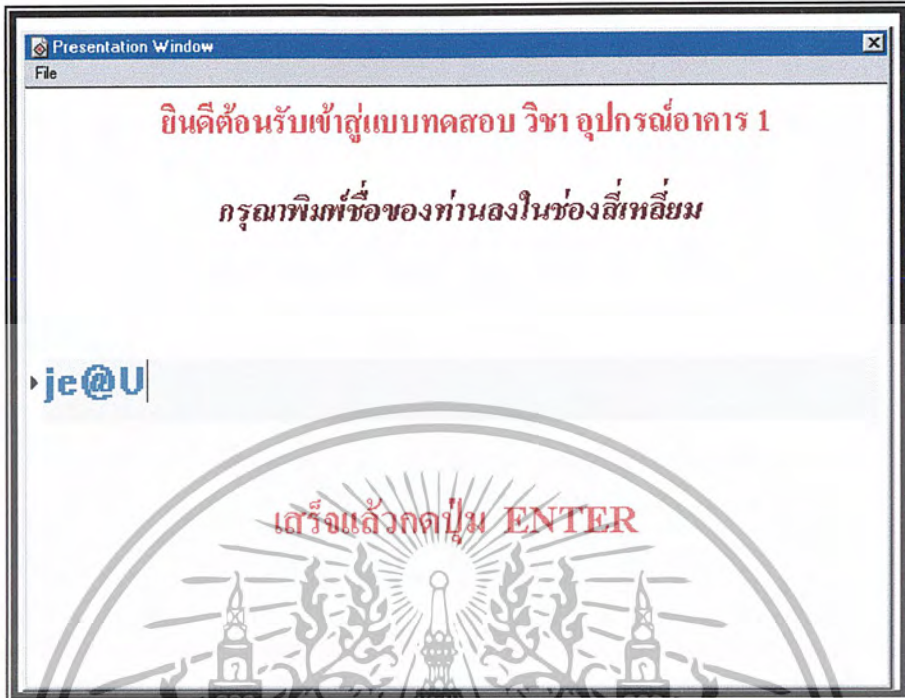 Presentation Window
File
ยินดีต้อนรับเข้าสู่แบบทดสอบ วิชา อุปกรณ์อาคาร 1
กรุณาพิมพ์ชื่อของท่านลงในช่องสี่เหลี่ยม
je@U
เสร็จแล้วกดปุ่ม ENTER